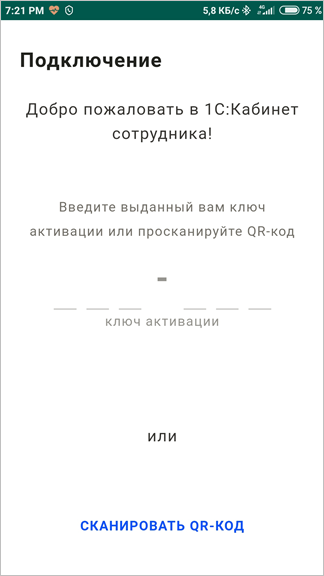 7:21 PM 5,8 КБ/с 4G 75 %
Подключение
Добро пожаловать в 1С:Кабинет
сотрудника!
Введите выданный вам ключ
активации или просканируйте QR-код
-
ключ активации
или
СКАНИРОВАТЬ QR-КОД